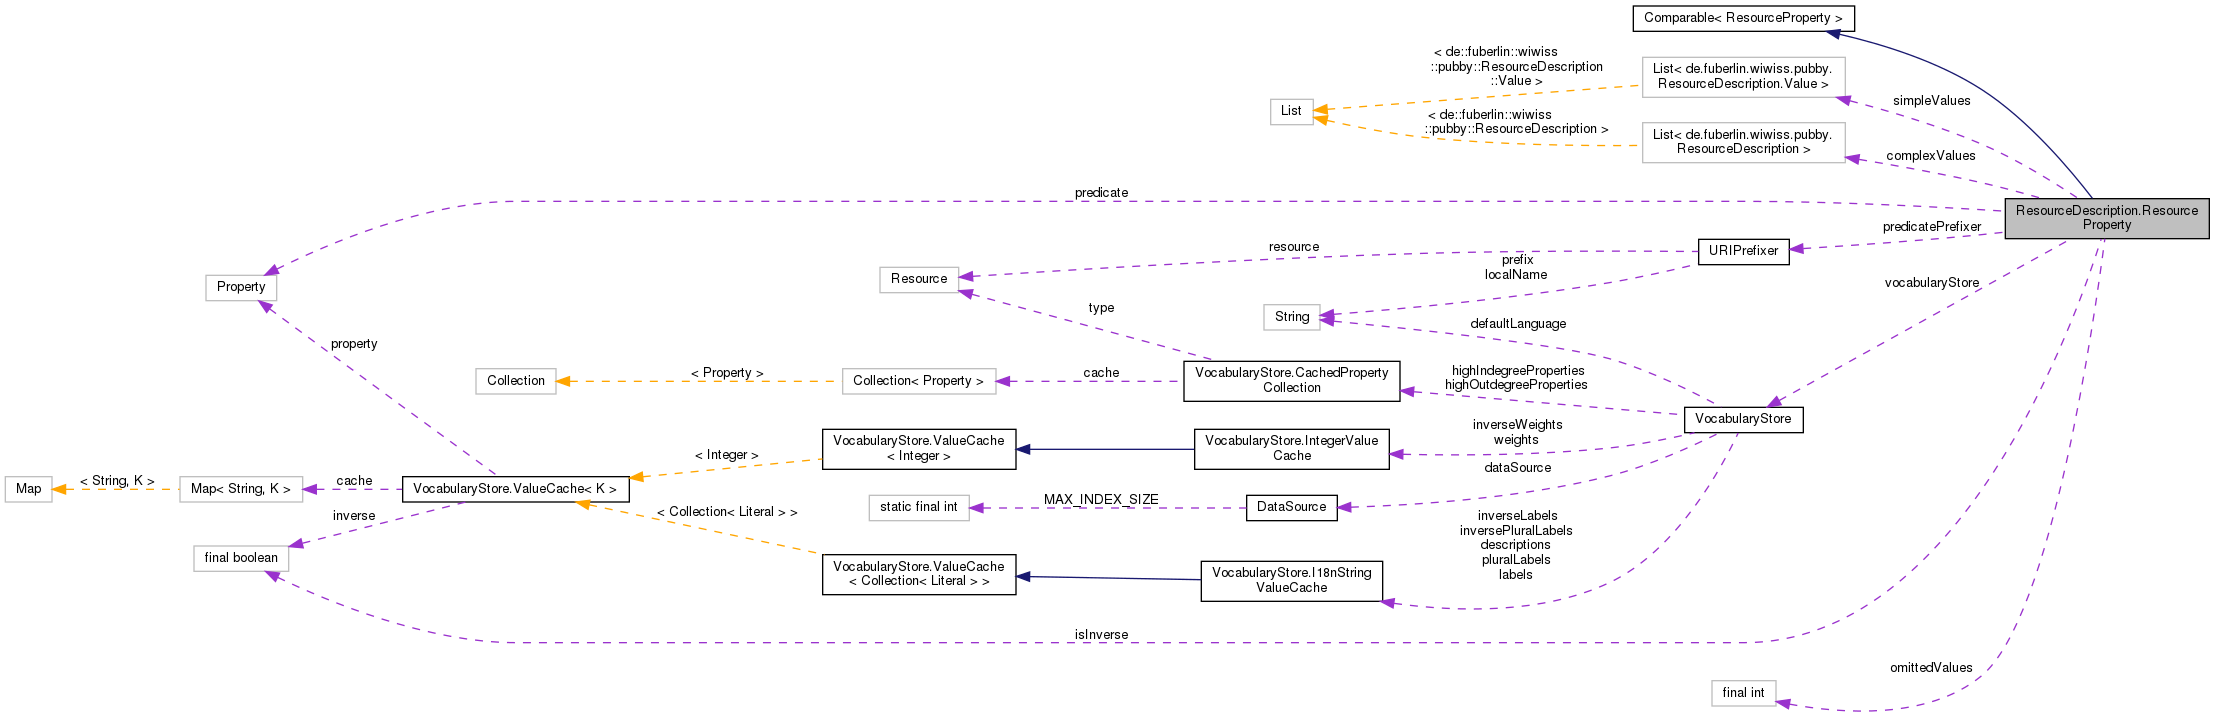 Comparable< ResourceProperty >
< de::fuberlin::wiwiss
::pubby::ResourceDescription
::Value >
List< de.fuberlin.wiwiss.pubby.
ResourceDescription.Value >
simpleValues
List
< de::fuberlin::wiwiss
::pubby::ResourceDescription >
List< de.fuberlin.wiwiss.pubby.
ResourceDescription >
complexValues
predicate
ResourceDescription.Resource
Property
predicatePrefixer
URIPrefixer
resource
prefix
localName
Resource
Property
vocabularyStore
type
String
defaultLanguage
property
Collection
< Property >
Collection< Property >
cache
VocabularyStore.CachedProperty
Collection
highIndegreeProperties
highOutdegreeProperties
VocabularyStore
inverseWeights
weights
VocabularyStore.ValueCache
< Integer >
VocabularyStore.IntegerValue
Cache
< Integer >
dataSource
Map
< String, K >
Map< String, K >
cache
VocabularyStore.ValueCache< K >
inverse
< Collection< Literal > >
static final int
MAX_INDEX_SIZE
DataSource
inverseLabels
inversePluralLabels
descriptions
pluralLabels
labels
final boolean
VocabularyStore.ValueCache
< Collection< Literal > >
VocabularyStore.I18nString
ValueCache
isInverse
omittedValues
final int